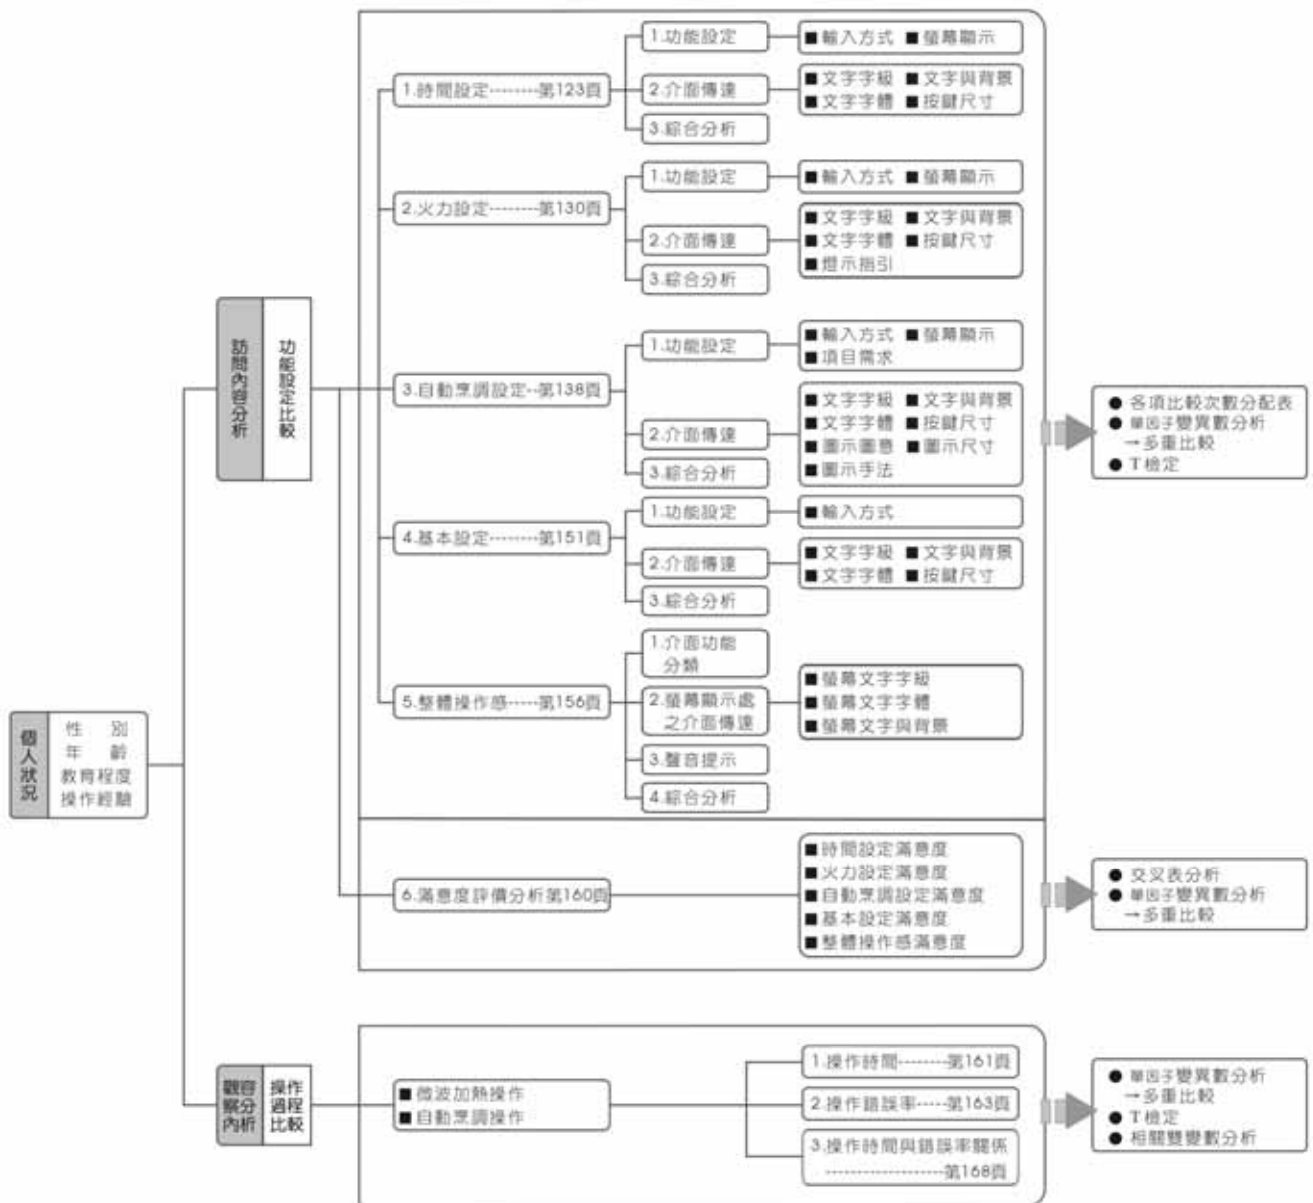 個人狀況
性 別
年 齡
教育程度
操作經驗
訪問內容分析
功能設定比較
1.時間設定--------第123頁
1.功能設定
■輸入方式 ■螢幕顯示
2.介面傳達
■文字字級 ■文字與背景
■文字字體 ■按鍵尺寸
3.綜合分析
2.火力設定--------第130頁
1.功能設定
■輸入方式 ■螢幕顯示
2.介面傳達
■文字字級 ■文字與背景
■文字字體 ■按鍵尺寸
■燈示指引
3.綜合分析
3.自動烹調設定--第138頁
1.功能設定
■輸入方式 ■螢幕顯示
■項目需求
2.介面傳達
■文字字級 ■文字與背景
■文字字體 ■按鍵尺寸
■圖示圖意 ■圖示尺寸
■圖示手法
3.綜合分析
4.基本設定--------第151頁
1.功能設定
■輸入方式
2.介面傳達
■文字字級 ■文字與背景
■文字字體 ■按鍵尺寸
3.綜合分析
5.整體操作感-----第156頁
1.介面功能
分類
2.螢幕顯示處
之介面傳達
■螢幕文字字級
■螢幕文字字體
■螢幕文字與背景
3.聲音提示
4.綜合分析
●各項比較次數分配表
●單因子變異數分析
→多重比較
●T檢定
6.滿意度評價分析第160頁
■時間設定滿意度
■火力設定滿意度
■自動烹調設定滿意度
■基本設定滿意度
■整體操作感滿意度
●交叉表分析
●單因子變異數分析
→多重比較
觀察內容分析
操作過程比較
■微波加熱操作
■自動烹調操作
1.操作時間--------第161頁
2.操作錯誤率-----第163頁
3.操作時間與錯誤率關係
-------------------第168頁
●單因子變異數分析
→多重比較
●T檢定
●相關雙變數分析